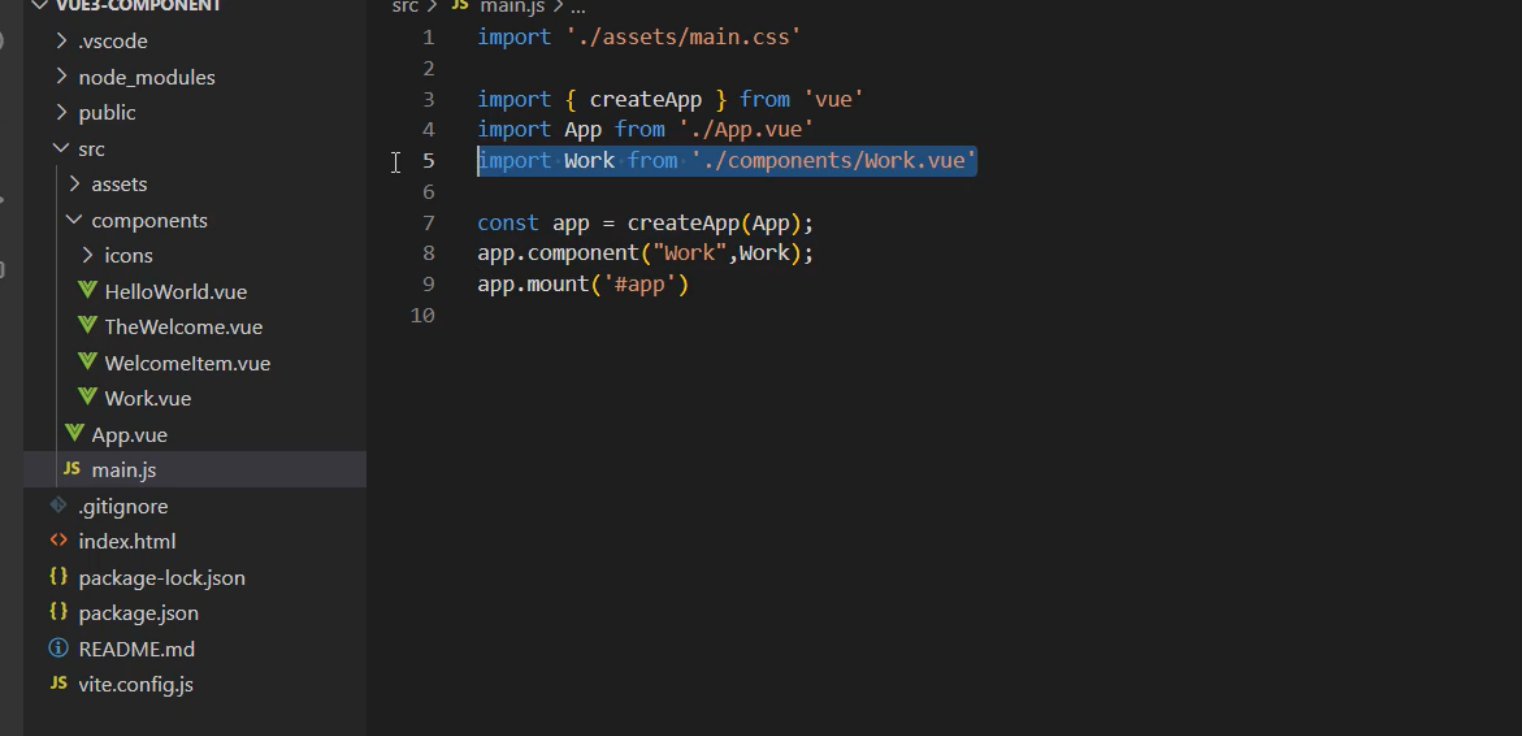 VUE3-COMPONENT
.vscode
node_modules
public
src
assets
components
icons
HelloWorld.vue
TheWelcome.vue
WelcomeItem.vue
Work.vue
App.vue
JS main.js
.gitignore
<> index.html
{} package-lock.json
{} package.json
README.md
JS vite.config.js
src > JS main.js > ...
1 import './assets/main.css'
2
3 import { createApp } from 'vue'
4 import App from './App.vue'
5 import Work from './components/Work.vue'
6
7 const app = createApp(App);
8 app.component("Work",Work);
9 app.mount('#app')
10